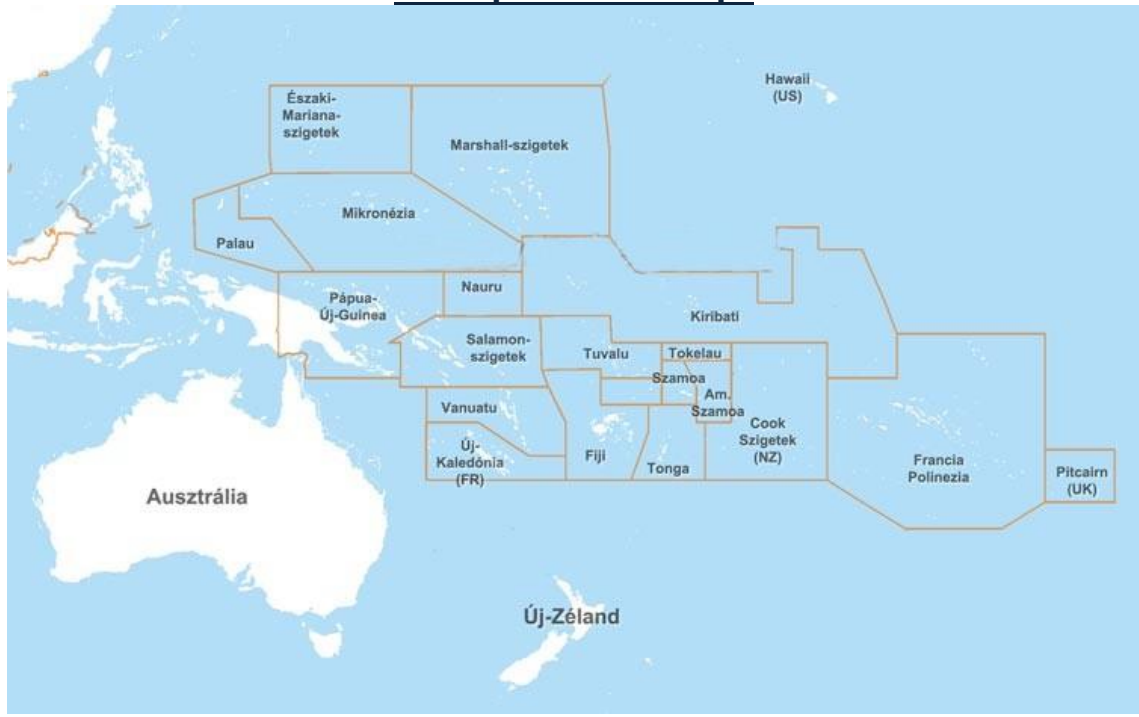 Hawaii
(US)
Északi-
Mariana-
szigetek
Marshall-szigetek
Mikronézia
Palau
Nauru
Pápua-
Új-Guinea
Kiribati
Salamon-
szigetek
Tuvalu
Tokelau
Szamoa
Am.
Szamoa
Vanuatu
Cook
Szigetek
(NZ)
Új-
Kaledónia
(FR)
Fiji
Tonga
Francia
Polinezia
Pitcairn
(UK)
Ausztrália
Új-Zéland